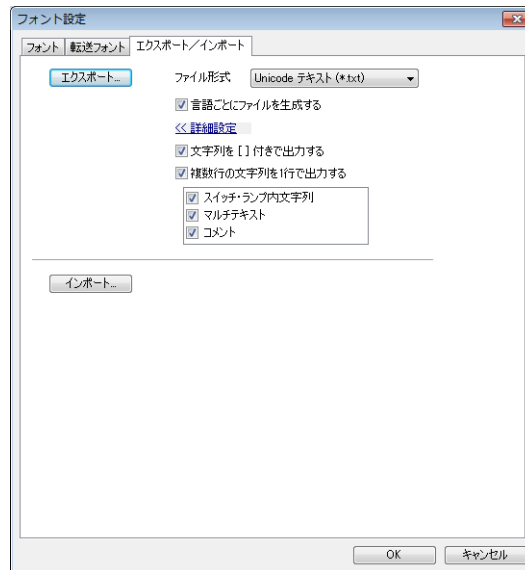 フォント設定
フォント 転送フォント エクスポート／インポート
エクスポート... ファイル形式 Unicode テキスト (*.txt)
言語ごとにファイルを生成する
<< 詳細設定
文字列を [ ] 付きで出力する
複数行の文字列を1行で出力する
スイッチ・ランプ内文字列
マルチテキスト
コメント
インポート...
OK キャンセル